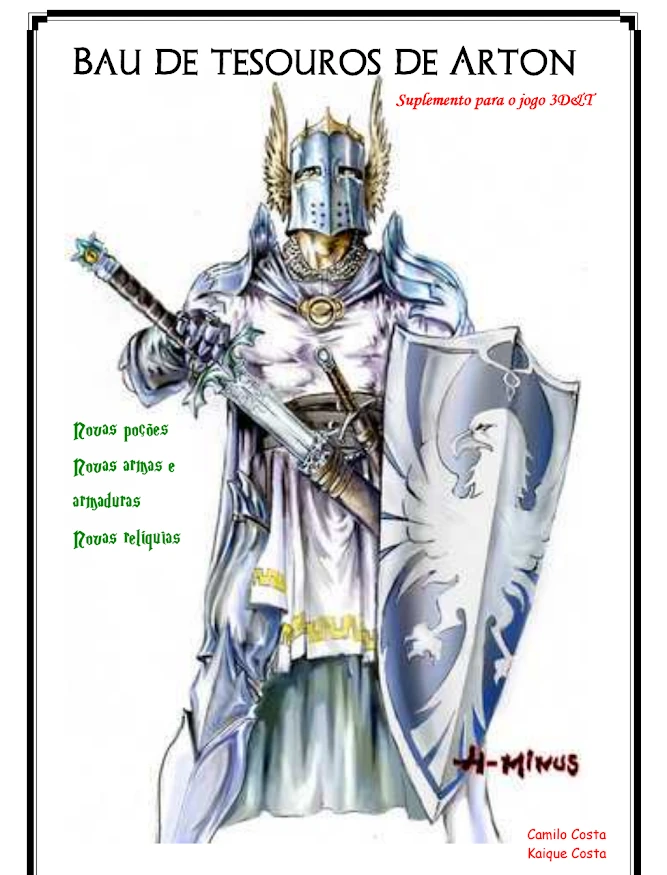 Bau de tesouros de Arton
Suplemento para o jogo 3D&T
Novas poções
Novas armas e
armaduras
Novas relíquias
H-MINUS
Camilo Costa
Kaique Costa